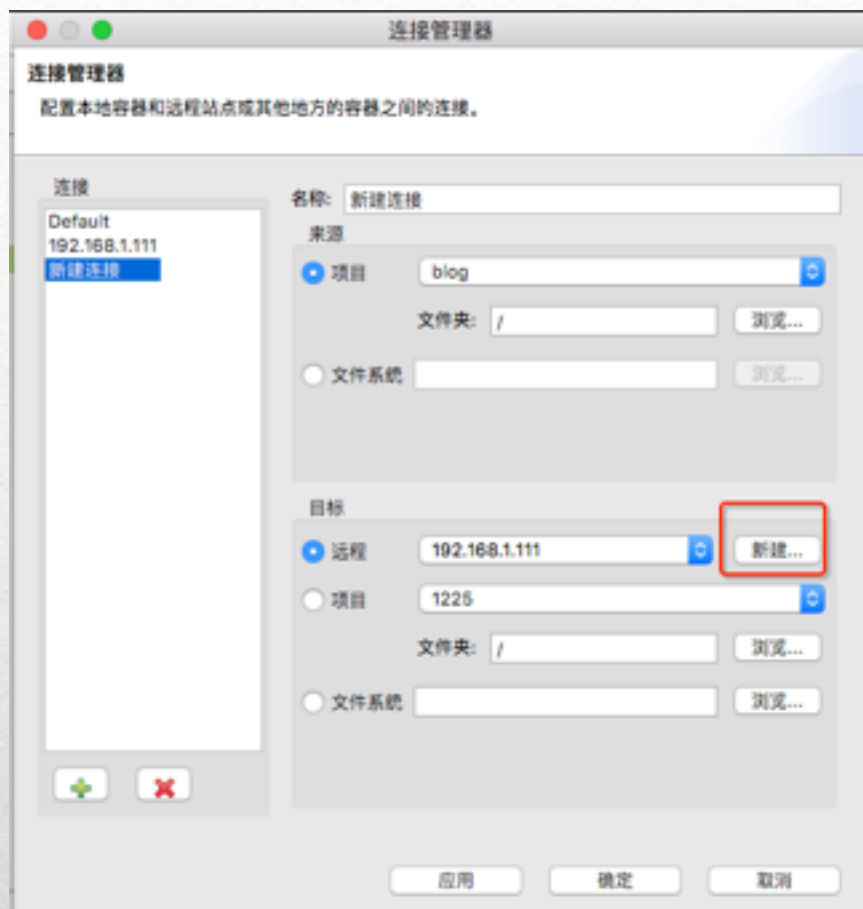 连接管理器
连接管理器
配置本地容器和远程站点或其他地方的容器之间的连接。
连接
Default
192.168.1.111
新建连接
名称: 新建连接
来源
项目 blog
文件夹: / 浏览...
文件系统 浏览...
目标
远程 192.168.1.111 新建...
项目 1225
文件夹: / 浏览...
文件系统 浏览...
应用 确定 取消